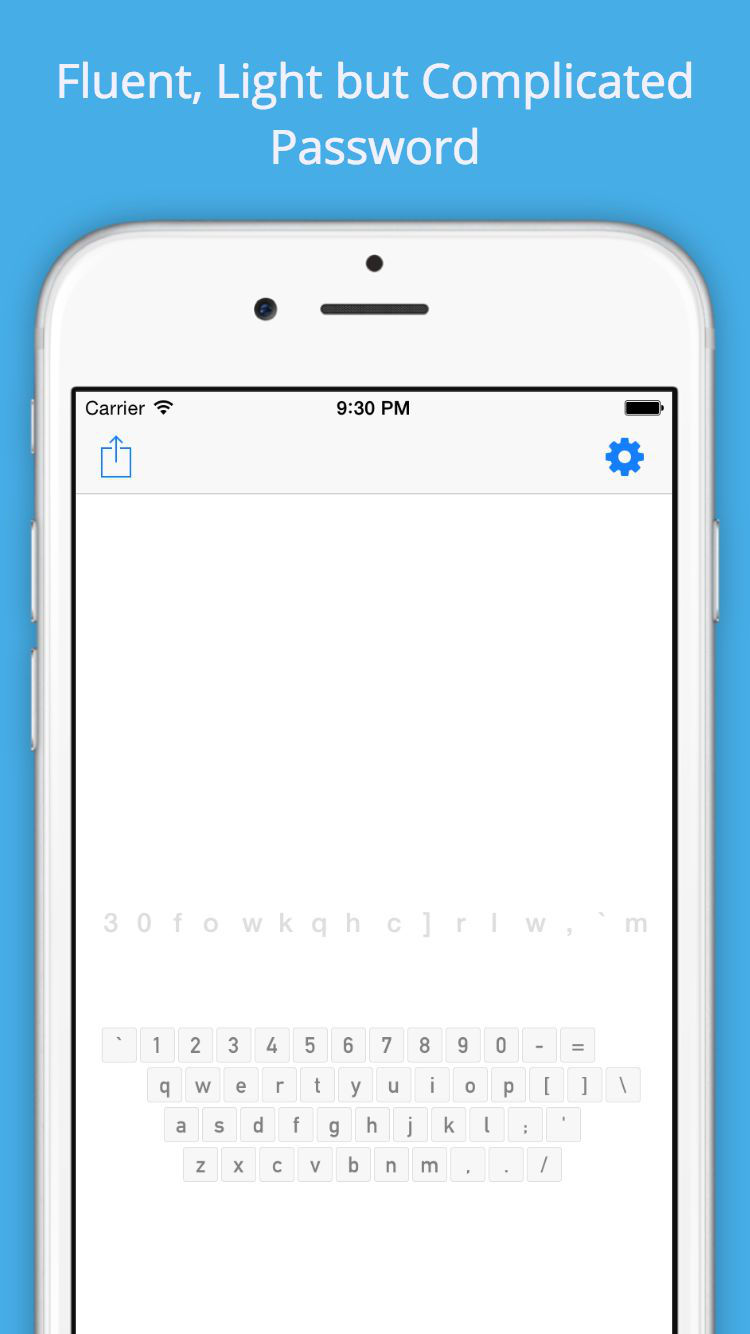 Fluent, Light but Complicated
Password
Carrier 9:30 PM
3 0 f o w k q h c ] r l w , ` m
` 1 2 3 4 5 6 7 8 9 0 - =
q w e r t y u i o p [ ] \
a s d f g h j k l ; '
z x c v b n m , . /